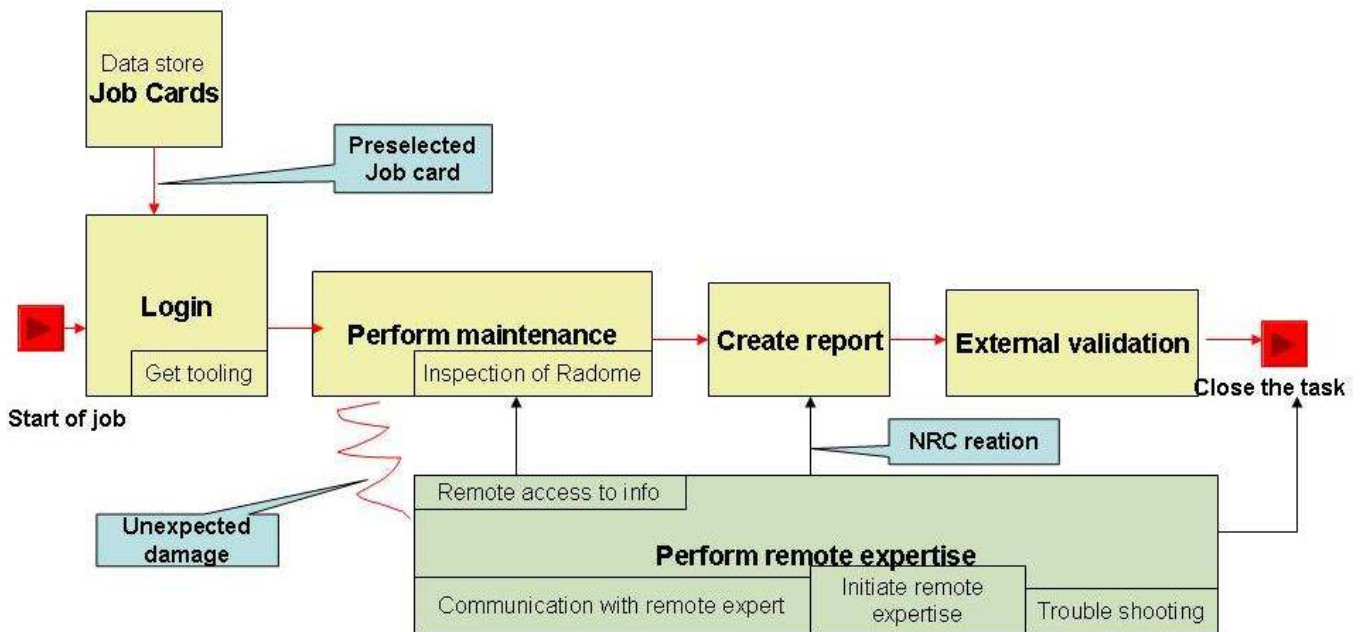 Data store
Job Cards
Preselected
Job card
Login
Get tooling
Start of job
Perform maintenance
Inspection of Radome
Create report
External validation
Close the task
NRC reation
Unexpected
damage
Remote access to info
Perform remote expertise
Communication with remote expert
Initiate remote
expertise
Trouble shooting